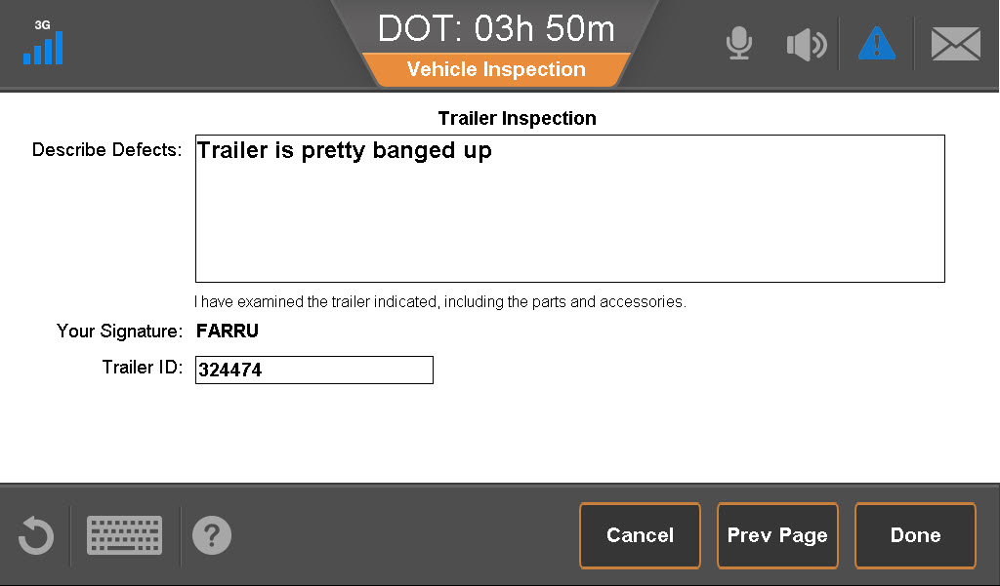 3G
DOT: 03h 50m
Vehicle Inspection
Trailer Inspection
Describe Defects: Trailer is pretty banged up
I have examined the trailer indicated, including the parts and accessories.
Your Signature: FARRU
Trailer ID: 324474
? Cancel Prev Page Done